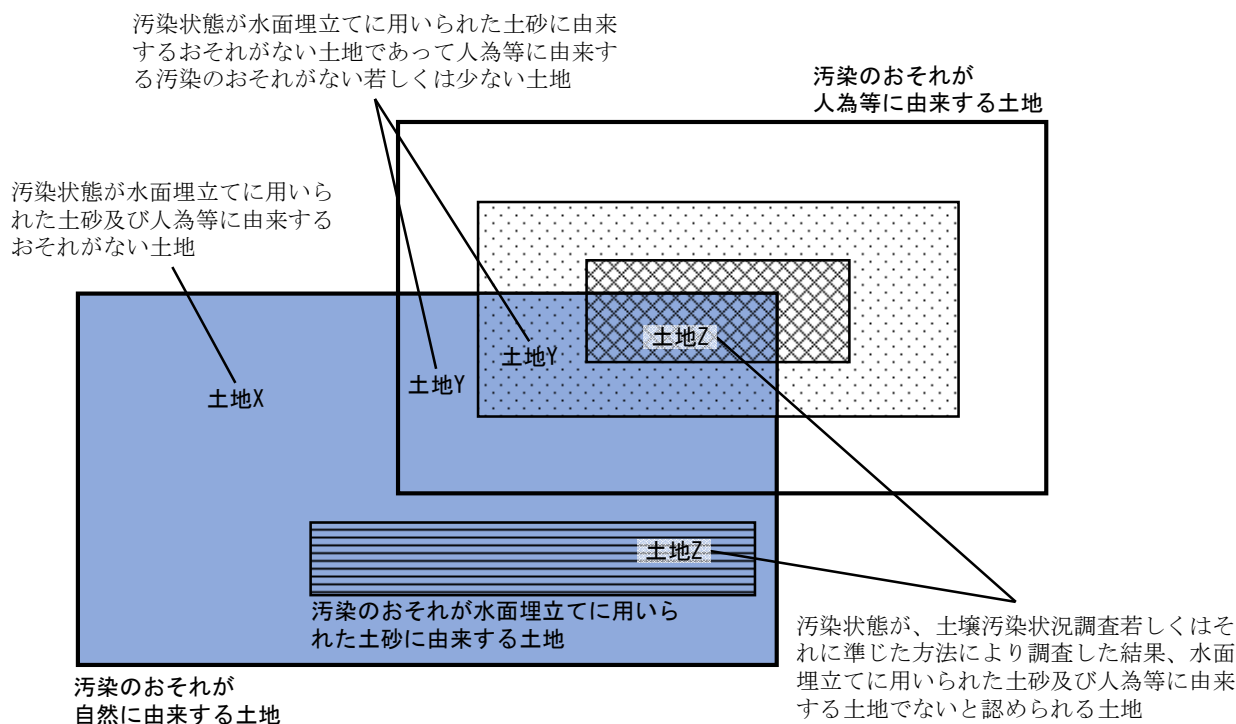 汚染状態が水面埋立てに用いられた土砂に由来
するおそれがない土地であって人為等に由来す
る汚染のおそれがない若しくは少ない土地
汚染のおそれが
人為等に由来する土地
汚染状態が水面埋立てに用いら
れた土砂及び人為等に由来する
おそれがない土地
土地Z
土地Y
土地Y
土地X
土地Z
汚染のおそれが水面埋立てに用いら
れた土砂に由来する土地
汚染状態が、土壌汚染状況調査若しくはそ
れに準じた方法により調査した結果、水面
埋立てに用いられた土砂及び人為等に由来
する土地でないと認められる土地
汚染のおそれが
自然に由来する土地